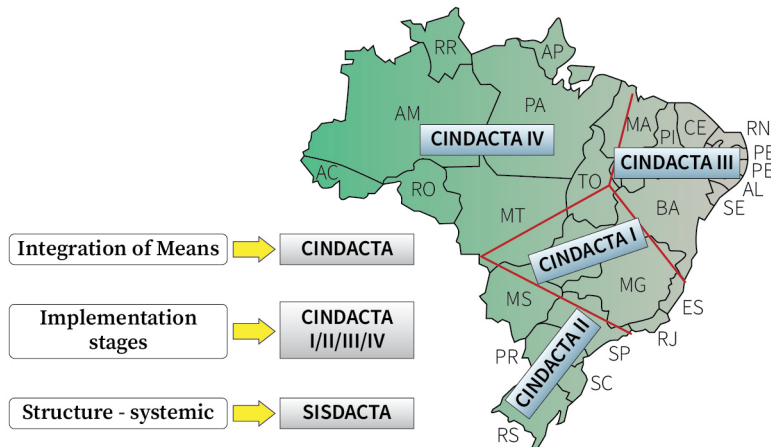 RR
AP
AM
PA
MA
CE
RN
PI
PB
PE
CINDACTA IV
CINDACTA III
AC
RO
TO
AL
SE
MT
BA
Integration of Means
CINDACTA
CINDACTA I
MS
MG
ES
Implementation
stages
CINDACTA
I/II/III/IV
RJ
SP
PR
CINDACTA II
SC
Structure - systemic
SISDACTA
RS